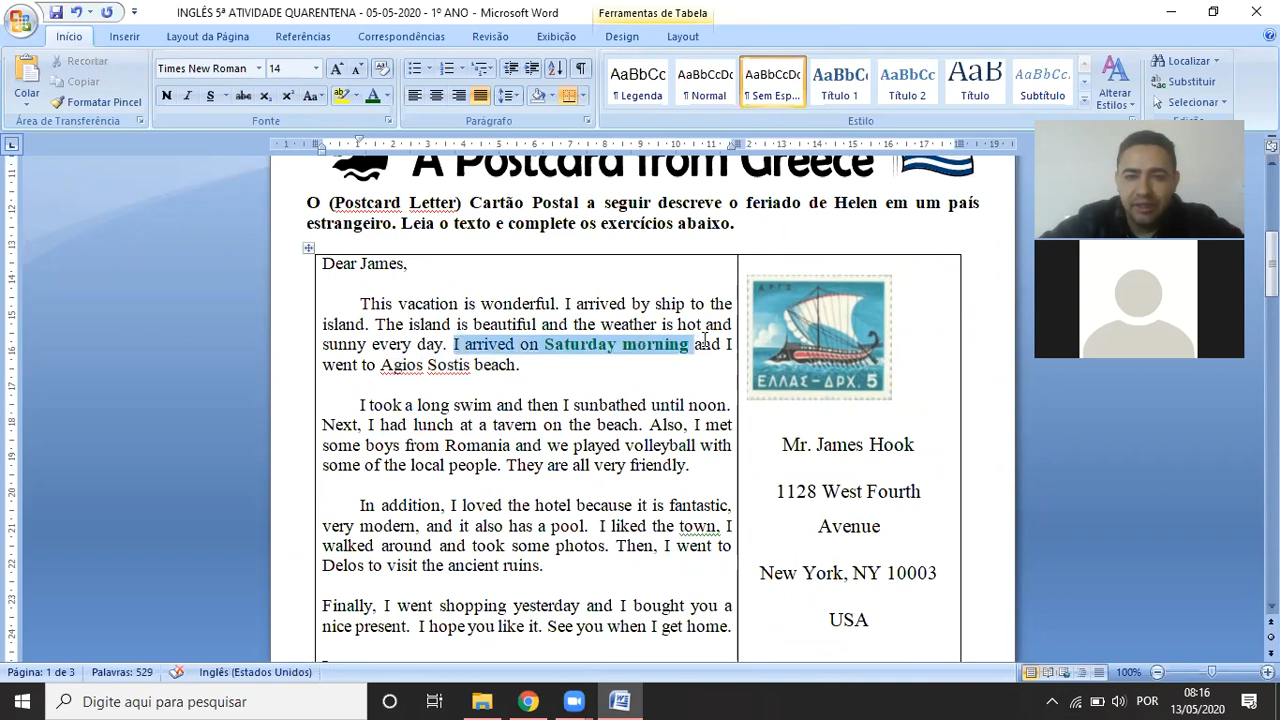 INGLÊS 5ª ATIVIDADE QUARENTENA - 05-05-2020 - 1º ANO - Microsoft Word
Ferramentas de Tabela
Início Inserir Layout da Página Referências Correspondências Revisão Exibição Design Layout
Colar
Recortar
Copiar
Formatar Pincel
Área de Transferência
Times New Roman 14
Fonte
Parágrafo
AaBbCc AaBbCcDc AaBbCcDc AaBbC AaBbCc AaB AaBbCc
¶ Legenda ¶ Normal ¶ Sem Esp... Título 1 Título 2 Título Subtítulo
Alterar
Estilos
Estilo
Localizar
Substituir
Selecionar
A Postcard from Greece
O (Postcard Letter) Cartão Postal a seguir descreve o feriado de Helen em um país
estrangeiro. Leia o texto e complete os exercícios abaixo.
Dear James,
This vacation is wonderful. I arrived by ship to the
island. The island is beautiful and the weather is hot and
sunny every day. I arrived on Saturday morning and I
went to Agios Sostis beach.
I took a long swim and then I sunbathed until noon.
Next, I had lunch at a tavern on the beach. Also, I met
some boys from Romania and we played volleyball with
some of the local people. They are all very friendly.
In addition, I loved the hotel because it is fantastic,
very modern, and it also has a pool. I liked the town, I
walked around and took some photos. Then, I went to
Delos to visit the ancient ruins.
Finally, I went shopping yesterday and I bought you a
nice present. I hope you like it. See you when I get home.
ΑΡΓΩ
ΕΛΛΑΣ-ΔΡΧ. 5
Mr. James Hook
1128 West Fourth
Avenue
New York, NY 10003
USA
Página: 1 de 3 Palavras: 529 Inglês (Estados Unidos) 100%
Digite aqui para pesquisar
POR
08:16
13/05/2020